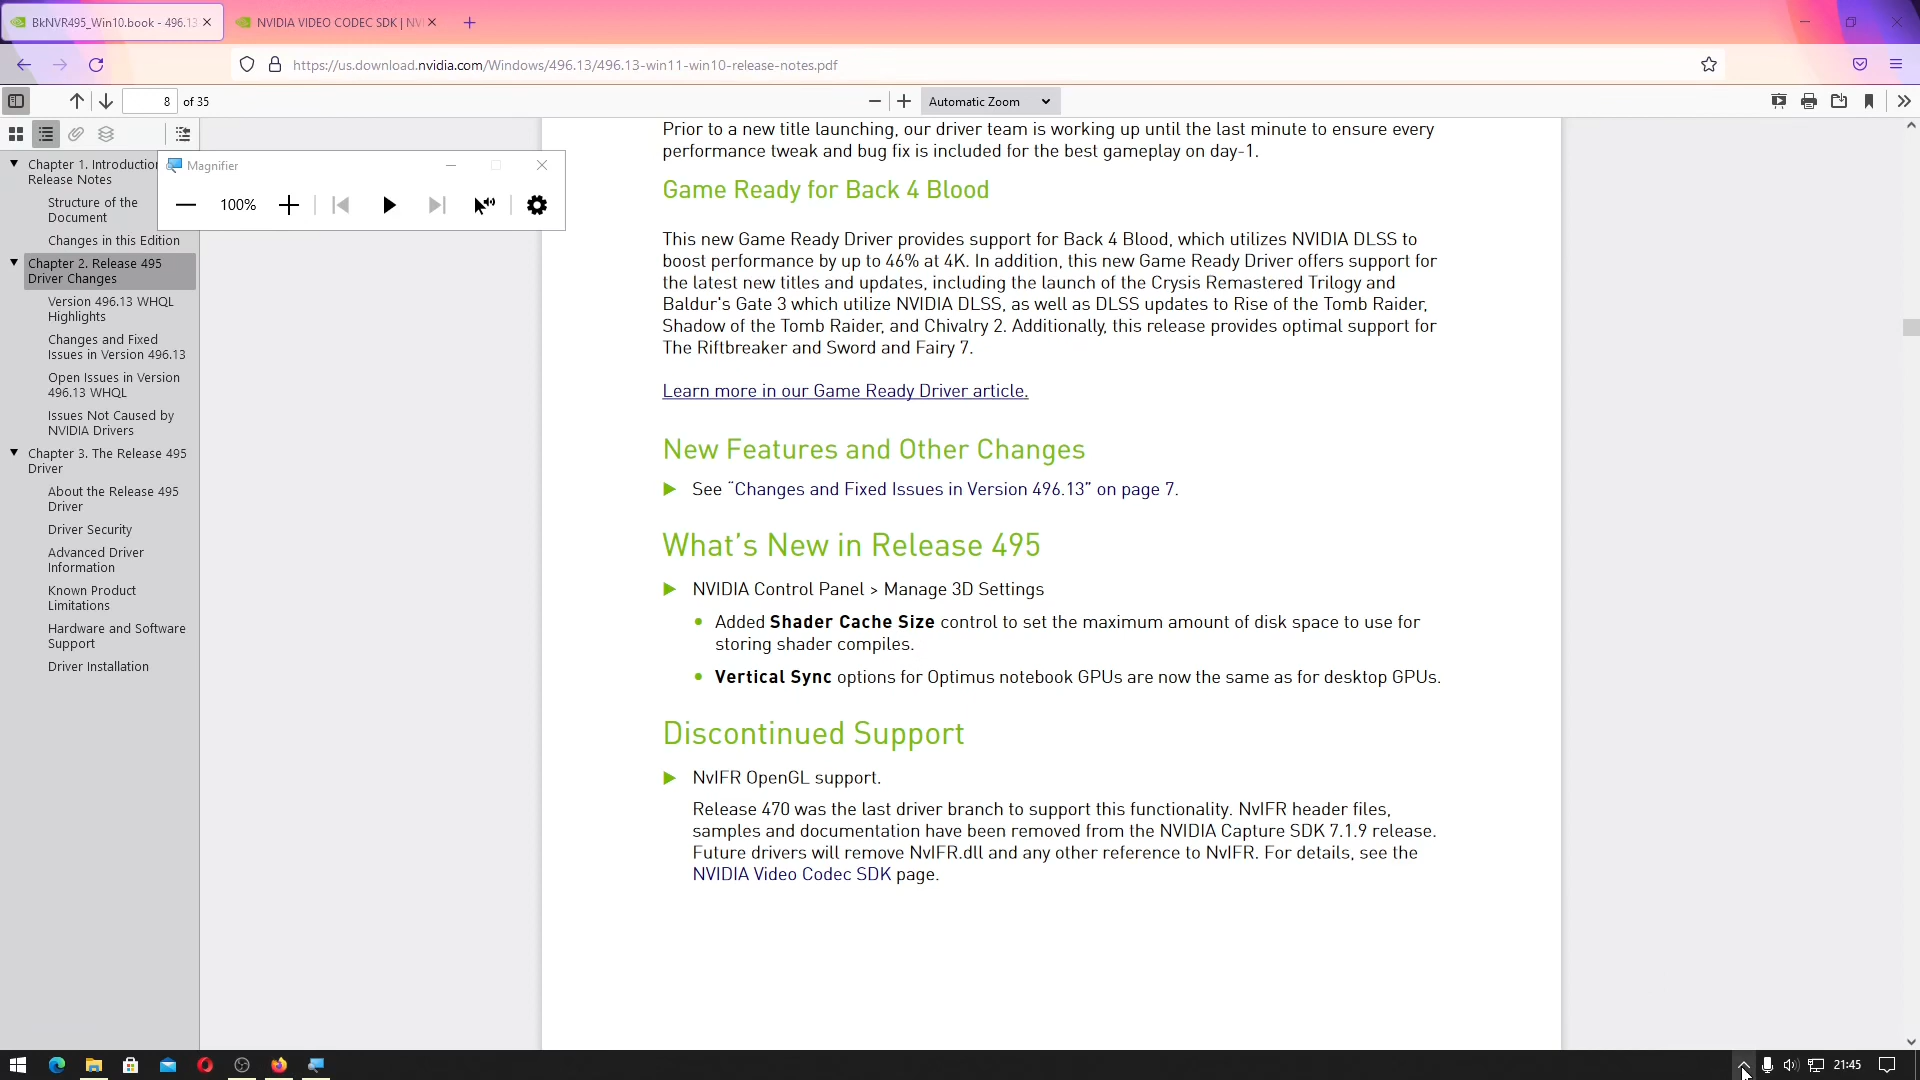 BkNVR495_Win10.book - 496.13
NVIDIA VIDEO CODEC SDK | NV
https://us.download.nvidia.com/Windows/496.13/496.13-win11-win10-release-notes.pdf
8 of 35
Automatic Zoom
Chapter 1. Introduction
Release Notes
Structure of the
Document
Changes in this Edition
Chapter 2. Release 495
Driver Changes
Version 496.13 WHQL
Highlights
Changes and Fixed
Issues in Version 496.13
Open Issues in Version
496.13 WHQL
Issues Not Caused by
NVIDIA Drivers
Chapter 3. The Release 495
Driver
About the Release 495
Driver
Driver Security
Advanced Driver
Information
Known Product
Limitations
Hardware and Software
Support
Driver Installation
Magnifier
100%
Prior to a new title launching, our driver team is working up until the last minute to ensure every
performance tweak and bug fix is included for the best gameplay on day-1.
Game Ready for Back 4 Blood
This new Game Ready Driver provides support for Back 4 Blood, which utilizes NVIDIA DLSS to
boost performance by up to 46% at 4K. In addition, this new Game Ready Driver offers support for
the latest new titles and updates, including the launch of the Crysis Remastered Trilogy and
Baldur's Gate 3 which utilize NVIDIA DLSS, as well as DLSS updates to Rise of the Tomb Raider,
Shadow of the Tomb Raider, and Chivalry 2. Additionally, this release provides optimal support for
The Riftbreaker and Sword and Fairy 7.
Learn more in our Game Ready Driver article.
New Features and Other Changes
See “Changes and Fixed Issues in Version 496.13” on page 7.
What’s New in Release 495
NVIDIA Control Panel > Manage 3D Settings
• Added Shader Cache Size control to set the maximum amount of disk space to use for
storing shader compiles.
• Vertical Sync options for Optimus notebook GPUs are now the same as for desktop GPUs.
Discontinued Support
NvIFR OpenGL support.
Release 470 was the last driver branch to support this functionality. NvIFR header files,
samples and documentation have been removed from the NVIDIA Capture SDK 7.1.9 release.
Future drivers will remove NvIFR.dll and any other reference to NvIFR. For details, see the
NVIDIA Video Codec SDK page.
21:45